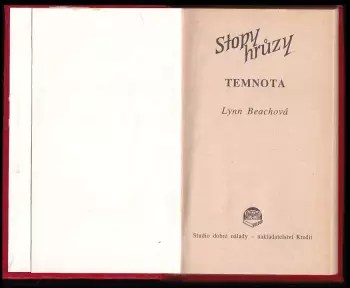 Stopy
hrůzy
TEMNOTA
Lynn Beachová
Studio dobré nálady – nakladatelství Kredit